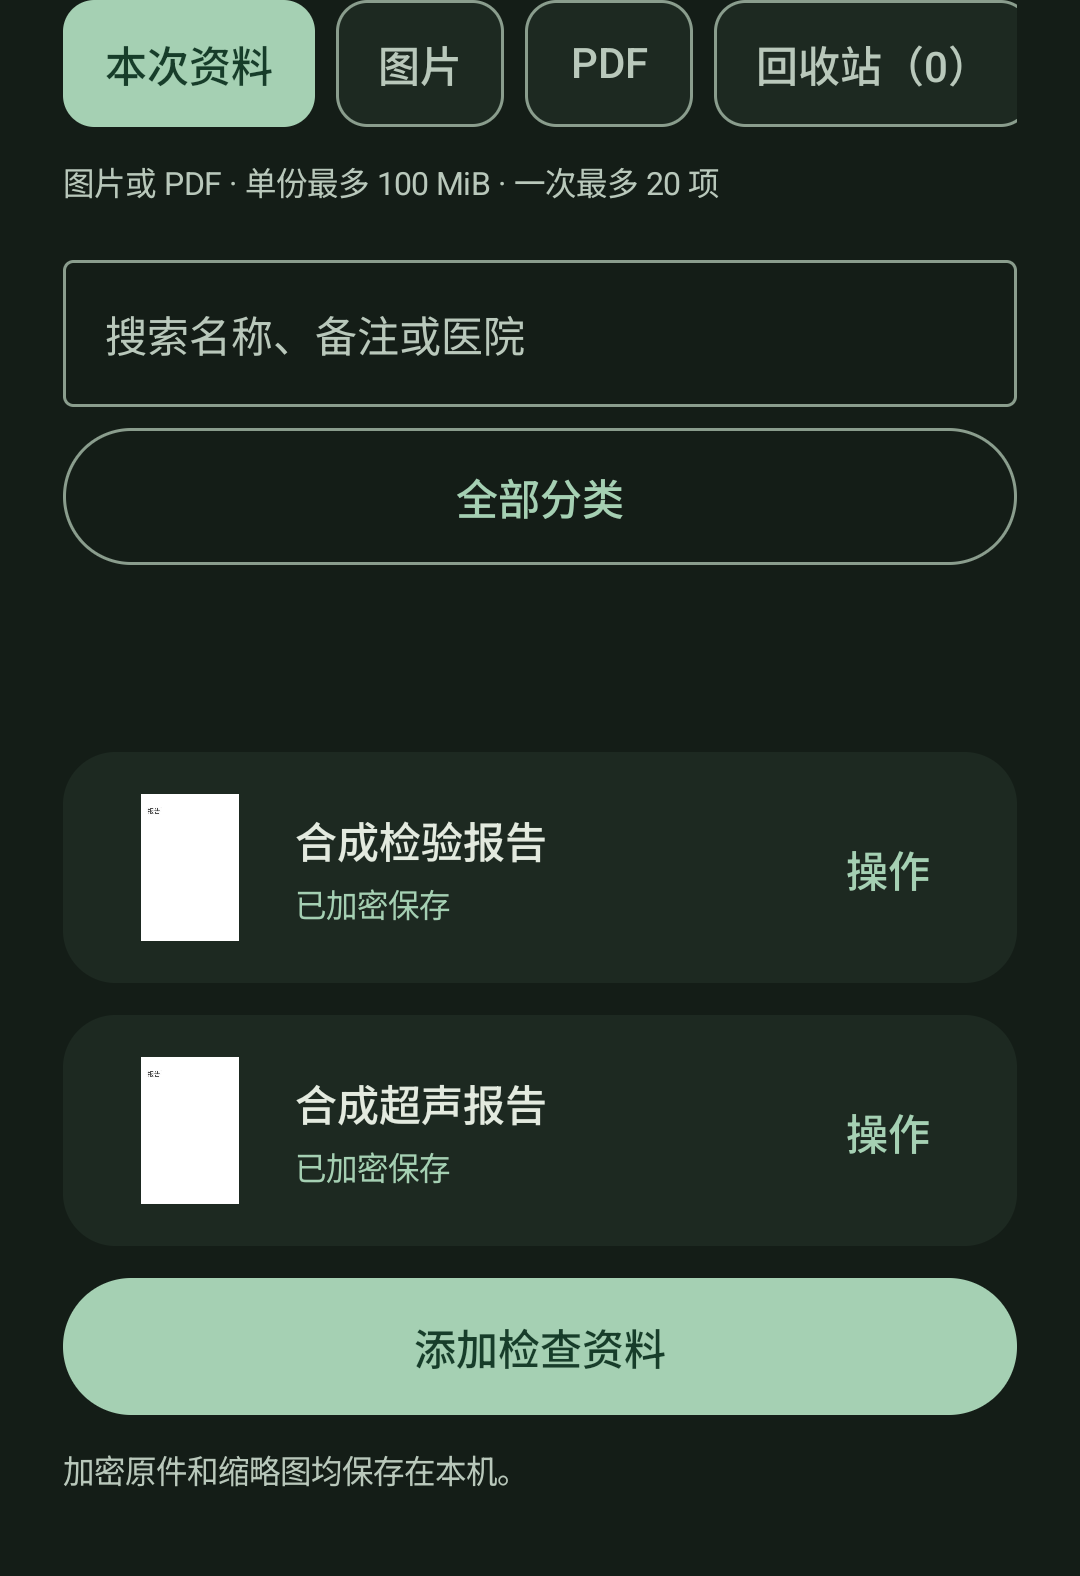 本次资料
图片
PDF
回收站（0）
图片或 PDF · 单份最多 100 MiB · 一次最多 20 项
搜索名称、备注或医院
全部分类
合成检验报告
已加密保存
操作
合成超声报告
已加密保存
操作
添加检查资料
加密原件和缩略图均保存在本机。